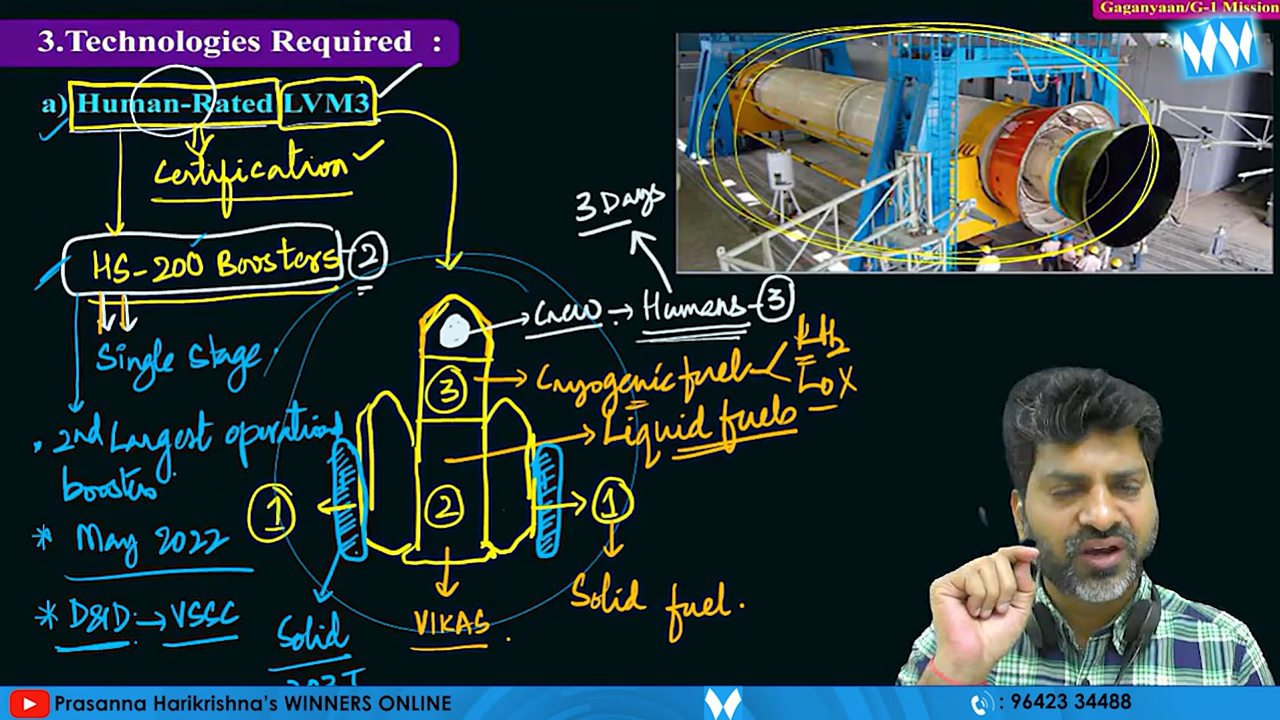 Gaganyaan/G-1 Mission
3.Technologies Required :
a) Human-Rated LVM3
Certification
3 Days
HS-200 Boosters 2
Crew → Humans - 3
Single stage.
3 → Cryogenic fuel
LH2
LOX
→ Liquid fuels
2nd Largest operational
boosters
1 2 1
* May 2022
* D&D: → VSSC
Solid
VIKAS.
Solid fuel.
Prasanna Harikrishna's WINNERS ONLINE
W
: 96423 34488